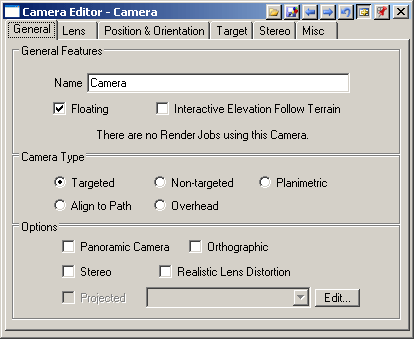 Camera Editor - Camera
General Lens Position & Orientation Target Stereo Misc
General Features
Name Camera
Floating Interactive Elevation Follow Terrain
There are no Render Jobs using this Camera.
Camera Type
Targeted Non-targeted Planimetric
Align to Path Overhead
Options
Panoramic Camera Orthographic
Stereo Realistic Lens Distortion
Projected Edit...